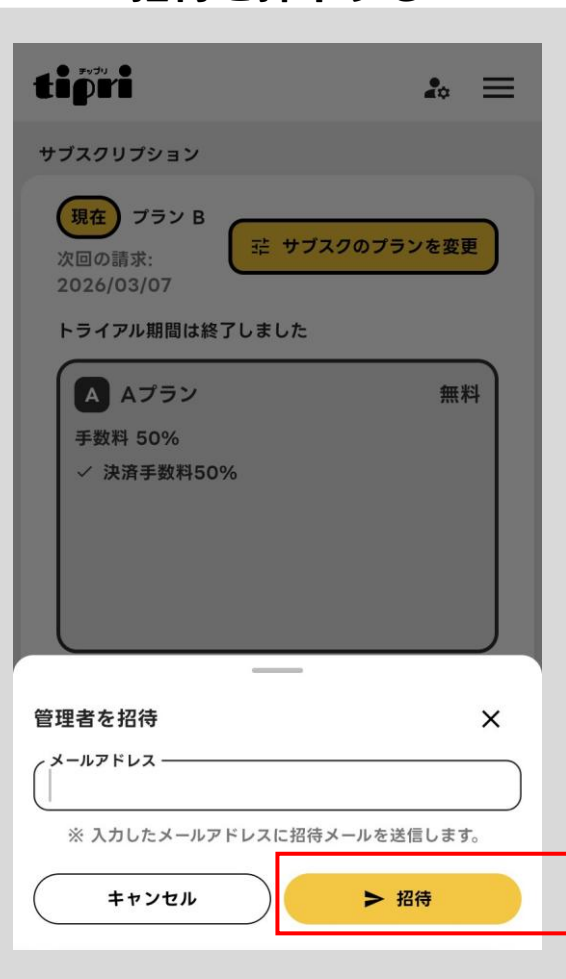 チップリ
tipri
サブスクリプション
現在 プラン B
サブスクのプランを変更
次回の請求:
2026/03/07
トライアル期間は終了しました
A Aプラン 無料
手数料 50%
✓ 決済手数料50%
管理者を招待
メールアドレス
※ 入力したメールアドレスに招待メールを送信します。
キャンセル 招待